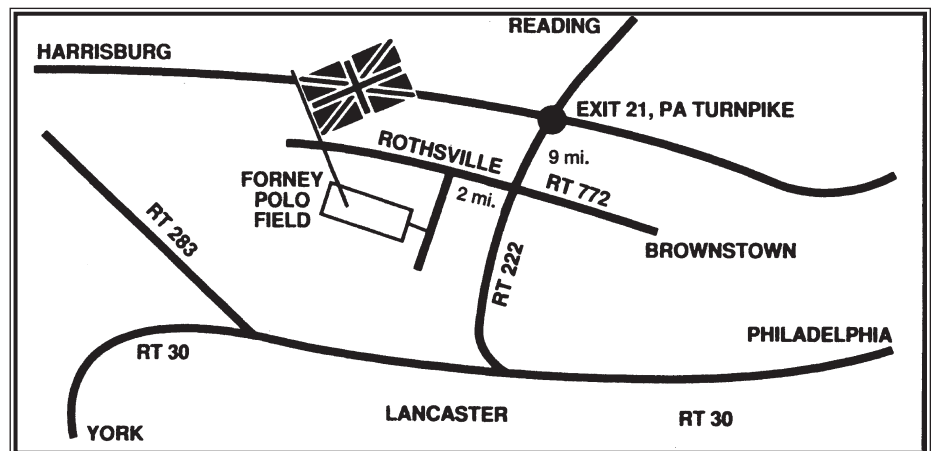 READING
HARRISBURG
EXIT 21, PA TURNPIKE
ROTHSVILLE
9 mi.
FORNEY
POLO
FIELD
2 mi.
RT 772
RT 283
BROWNSTOWN
RT 222
PHILADELPHIA
RT 30
LANCASTER
RT 30
YORK